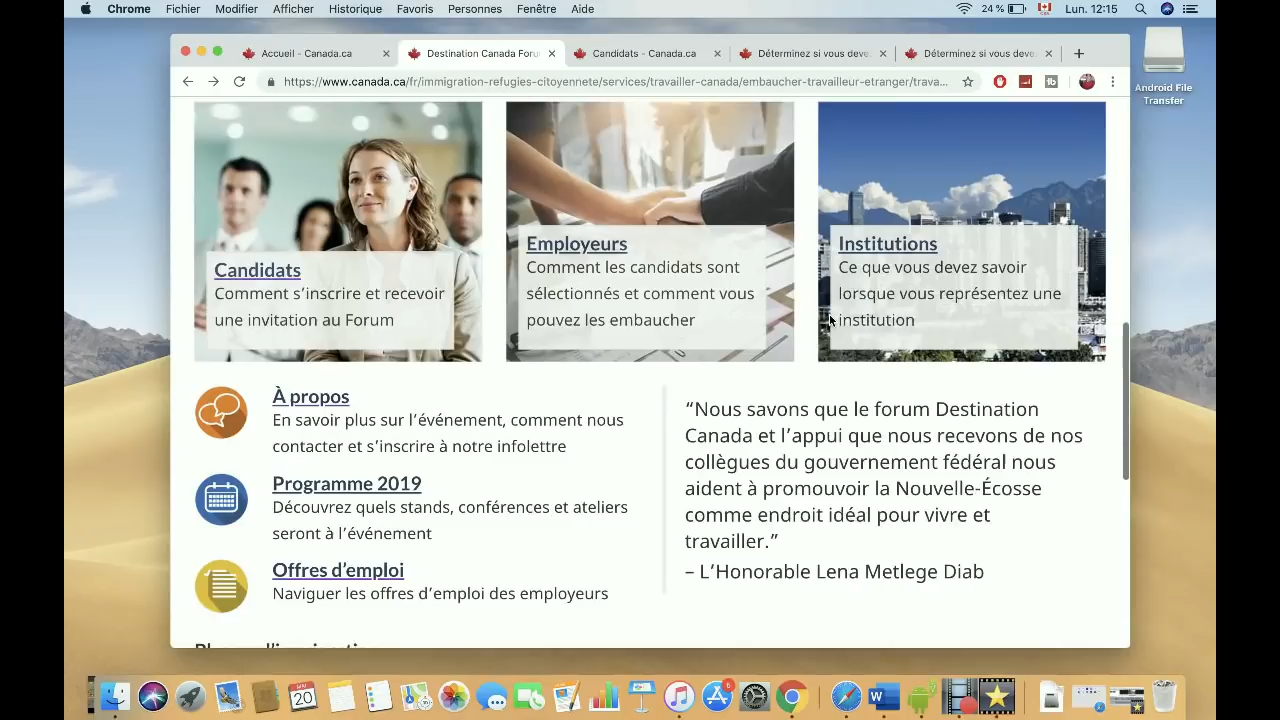 Chrome Fichier Modifier Afficher Historique Favoris Personnes Fenêtre Aide 24 % Lun. 12:15
Accueil - Canada.ca
Destination Canada Foru
Candidats - Canada.ca
Déterminez si vous deve
Déterminez si vous deve
https://www.canada.ca/fr/immigration-refugies-citoyennete/services/travailler-canada/embaucher-travailleur-etranger/trava...
Android File
Transfer
Candidats
Comment s’inscrire et recevoir
une invitation au Forum
Employeurs
Comment les candidats sont
sélectionnés et comment vous
pouvez les embaucher
Institutions
Ce que vous devez savoir
lorsque vous représentez une
institution
À propos
En savoir plus sur l’événement, comment nous
contacter et s’inscrire à notre infolettre
Programme 2019
Découvrez quels stands, conférences et ateliers
seront à l’événement
Offres d’emploi
Naviguer les offres d’emploi des employeurs
“Nous savons que le forum Destination
Canada et l’appui que nous recevons de nos
collègues du gouvernement fédéral nous
aident à promouvoir la Nouvelle-Écosse
comme endroit idéal pour vivre et
travailler.”
– L’Honorable Lena Metlege Diab
20
6